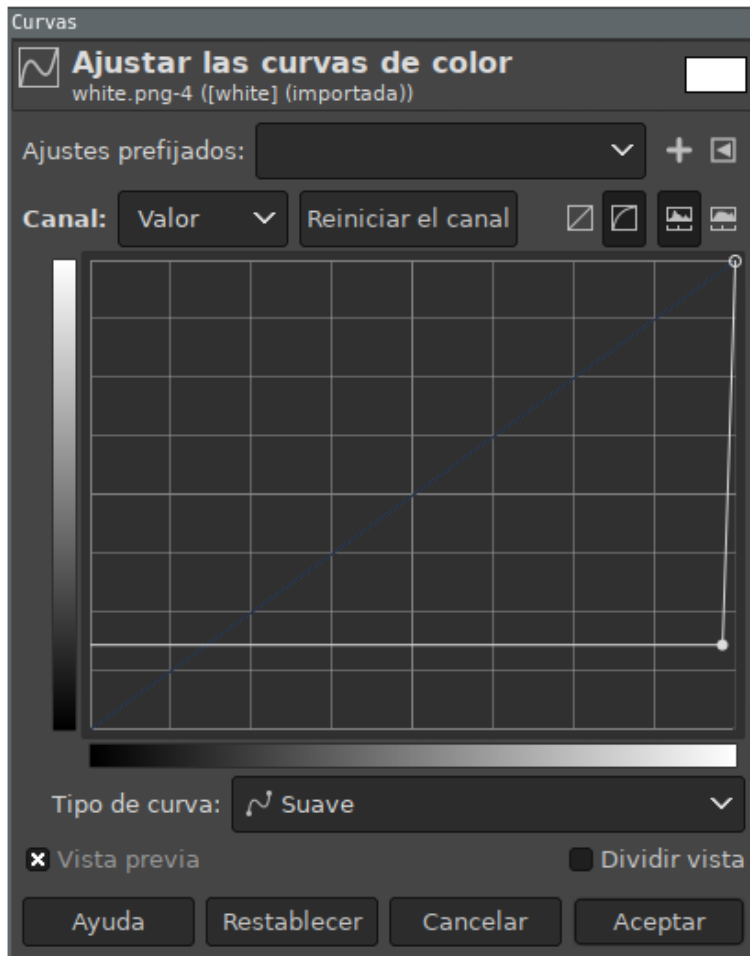 Curvas
Ajustar las curvas de color
white.png-4 ([white] (importada))
Ajustes prefijados:
Canal: Valor Reiniciar el canal
Tipo de curva: Suave
Vista previa Dividir vista
Ayuda Restablecer Cancelar Aceptar